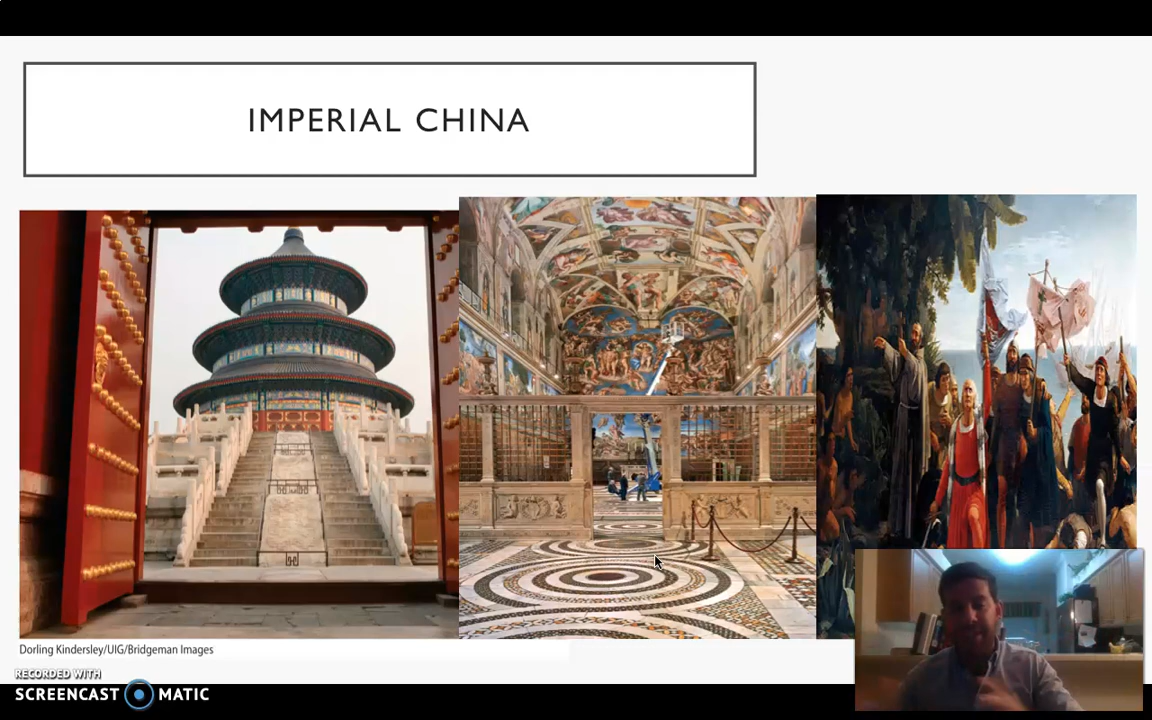 IMPERIAL CHINA
Dorling Kindersley/UIG/Bridgeman Images
RECORDED WITH
SCREENCAST MATIC